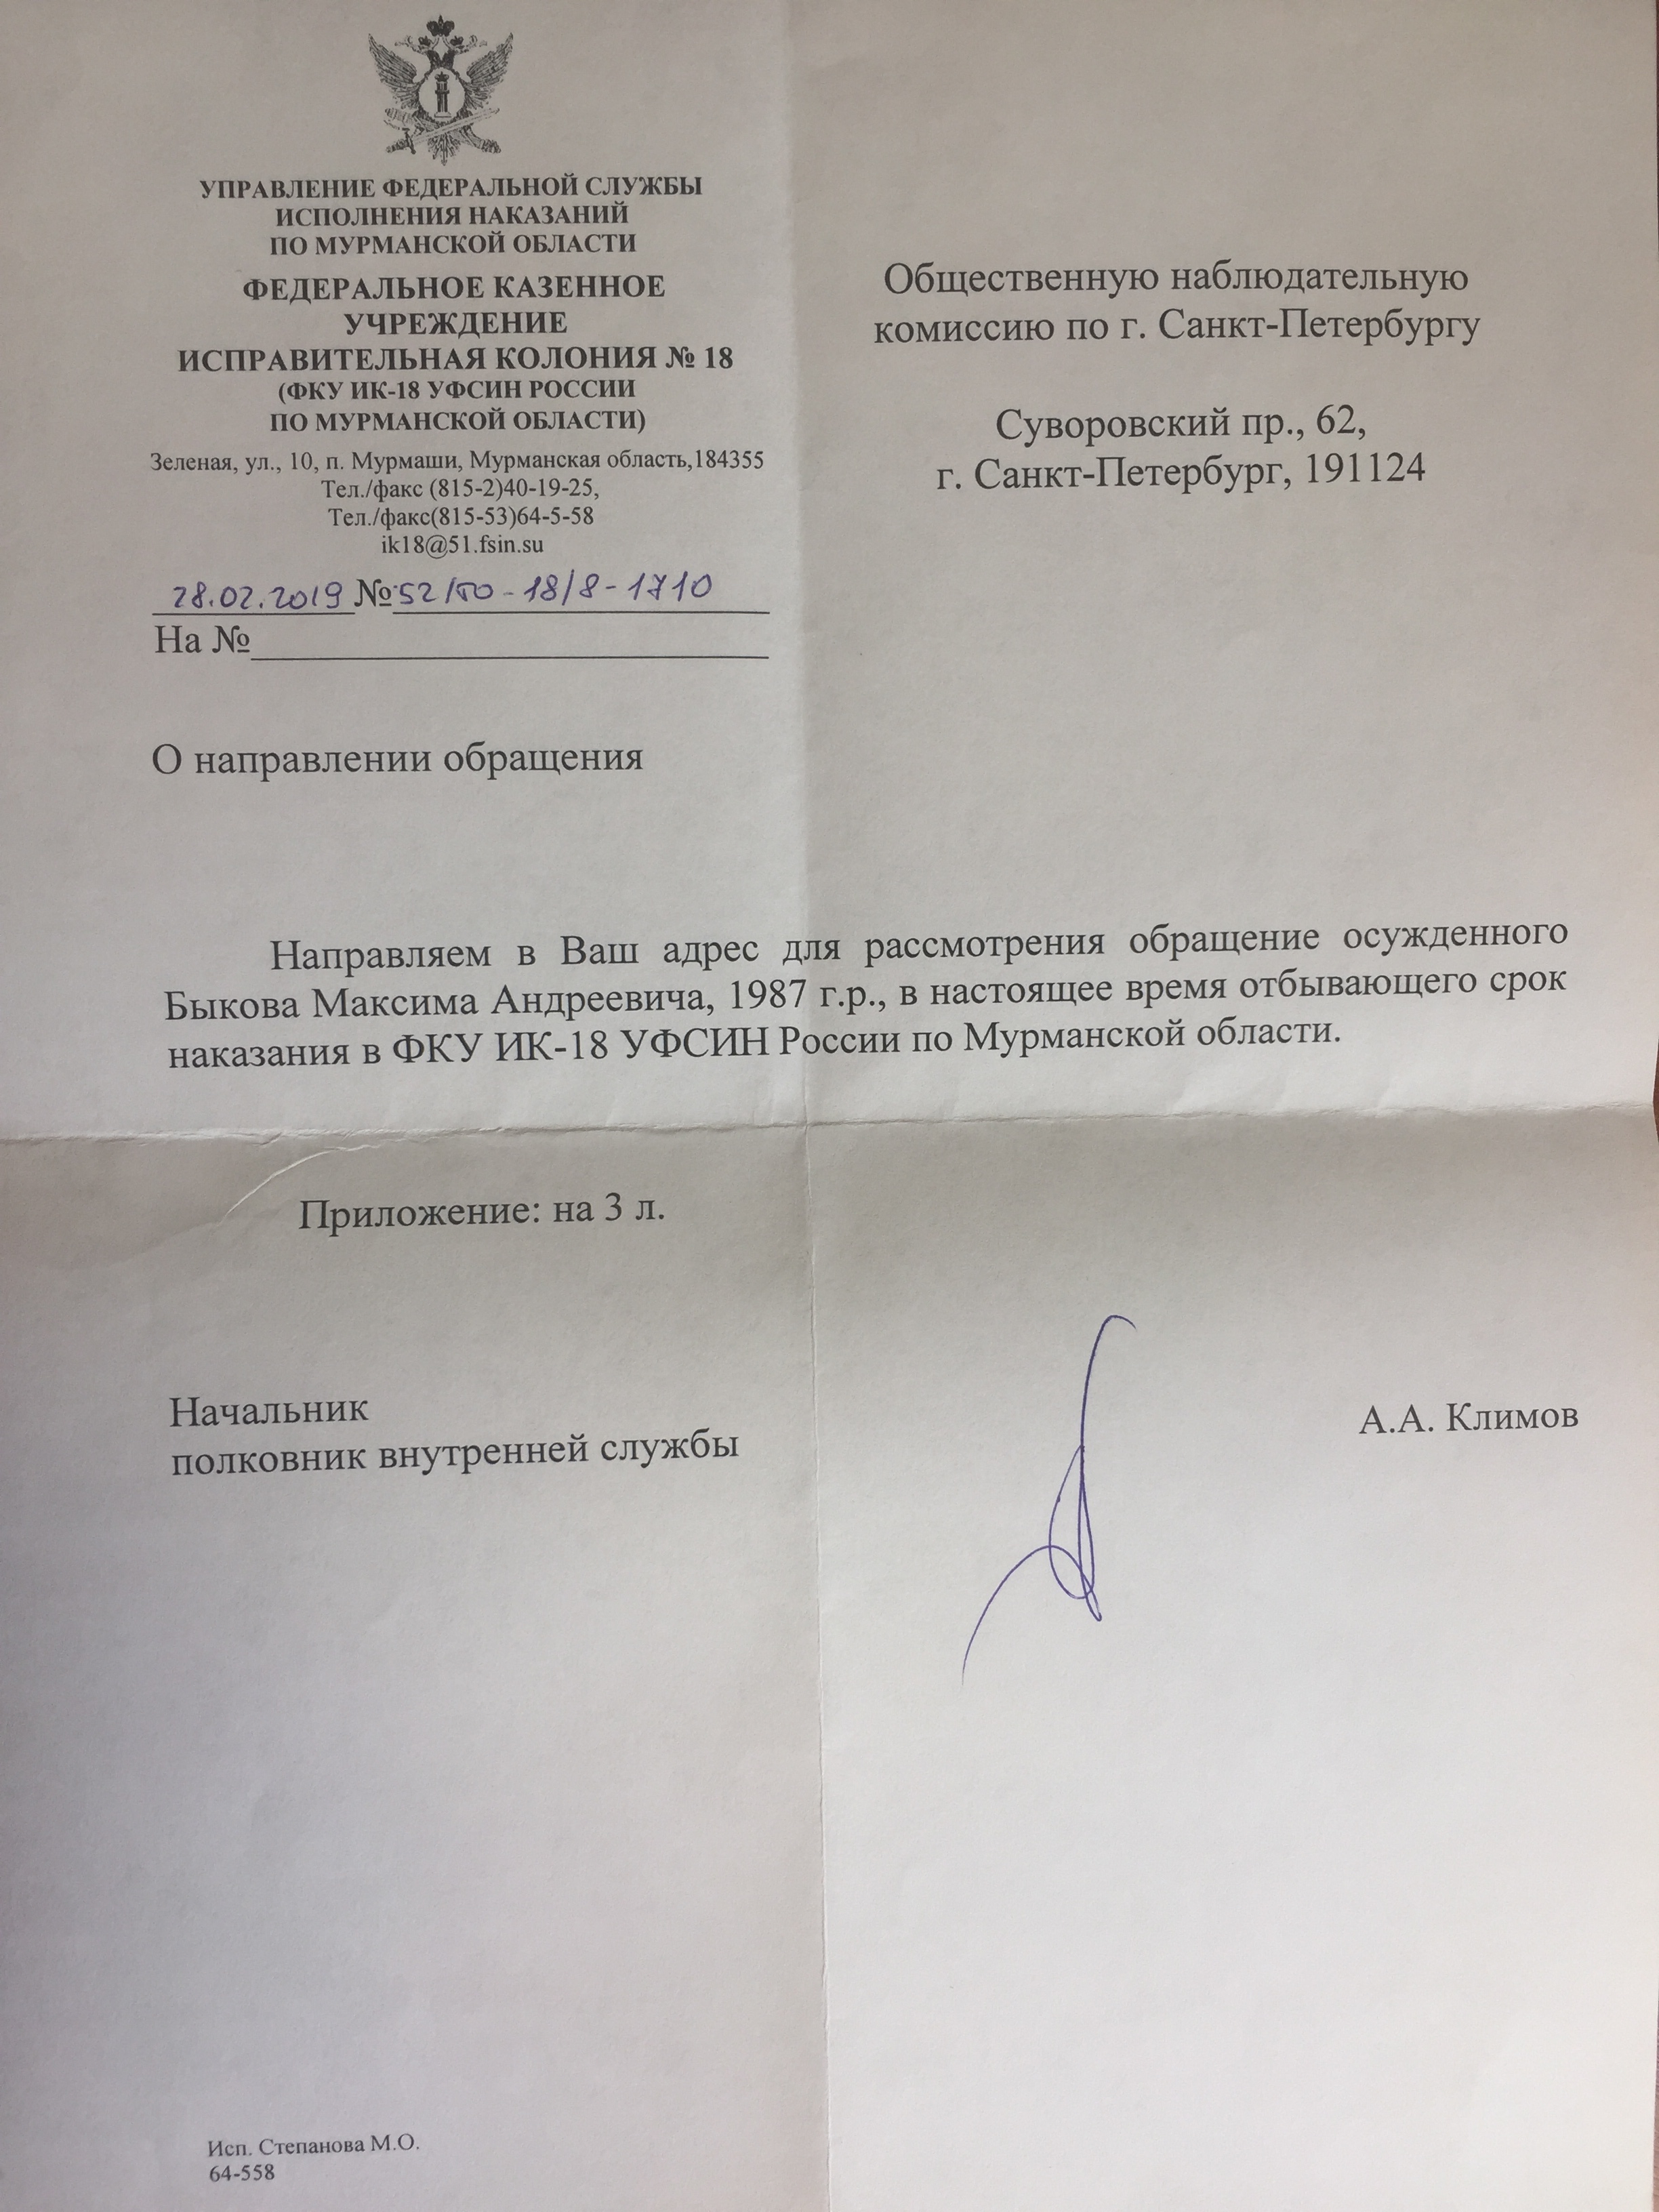 УПРАВЛЕНИЕ ФЕДЕРАЛЬНОЙ СЛУЖБЫ
ИСПОЛНЕНИЯ НАКАЗАНИЙ
ПО МУРМАНСКОЙ ОБЛАСТИ
ФЕДЕРАЛЬНОЕ КАЗЕННОЕ
УЧРЕЖДЕНИЕ
ИСПРАВИТЕЛЬНАЯ КОЛОНИЯ № 18
(ФКУ ИК-18 УФСИН РОССИИ
ПО МУРМАНСКОЙ ОБЛАСТИ)
Зеленая, ул., 10, п. Мурмаши, Мурманская область,184355
Тел./факс (815-2)40-19-25,
Тел./факс(815-53)64-5-58
ik18@51.fsin.su
28.02.2019 № 52/ТО-18/8-1710
На №
Общественную наблюдательную
комиссию по г. Санкт-Петербургу
Суворовский пр., 62,
г. Санкт-Петербург, 191124
О направлении обращения
Направляем в Ваш адрес для рассмотрения обращение осужденного
Быкова Максима Андреевича, 1987 г.р., в настоящее время отбывающего срок
наказания в ФКУ ИК-18 УФСИН России по Мурманской области.
Приложение: на 3 л.
Начальник
полковник внутренней службы
А.А. Климов
Исп. Степанова М.О.
64-558